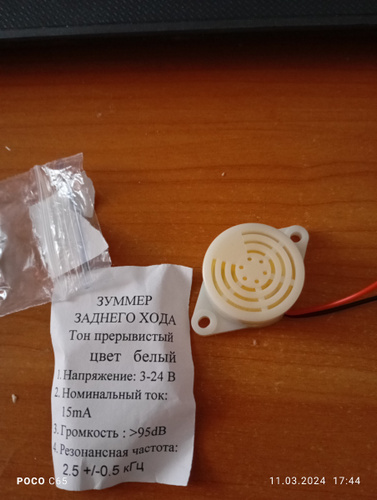 ЗУММЕР
ЗАДНЕГО ХОДА
Тон прерывистый
цвет белый
1. Напряжение: 3-24 В
2. Номинальный ток:
15mA
3. Громкость : >95dB
4. Резонансная частота:
2.5 +/-0.5 кГц
POCO C65
11.03.2024 17:44